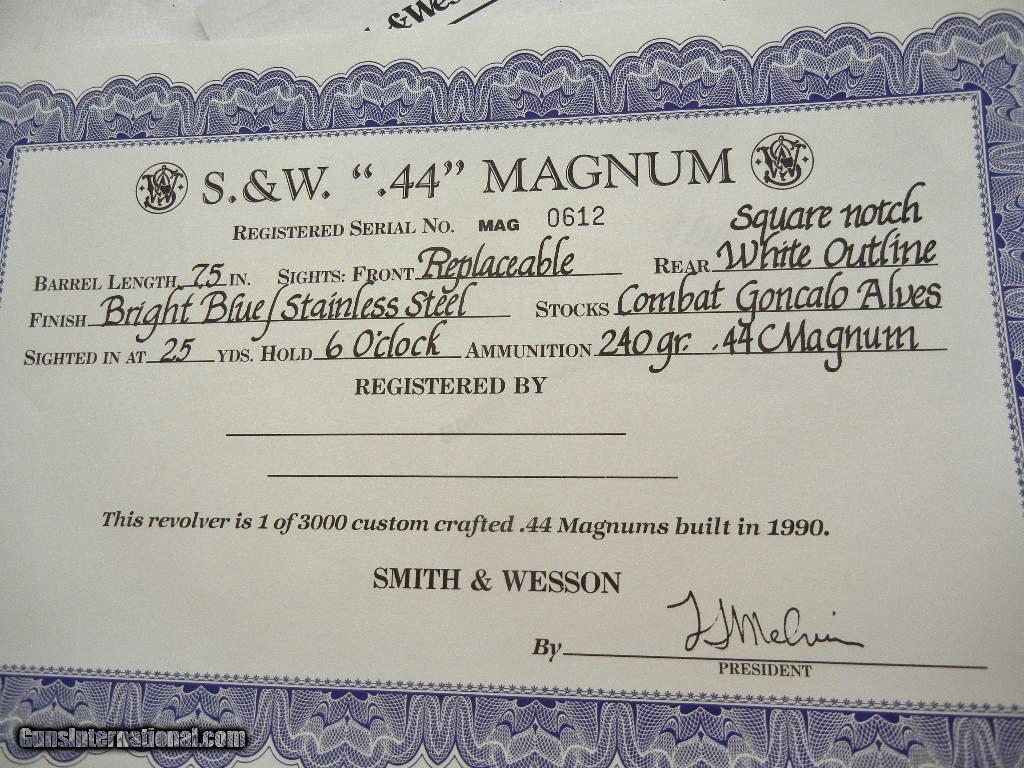 & Wes
S.&W. ".44" MAGNUM
REGISTERED SERIAL NO. MAG 0612
BARREL LENGTH 7.5 IN. SIGHTS: FRONT Replaceable REAR Square notch White Outline
FINISH Bright Blue/Stainless Steel STOCKS Combat Goncalo Alves
SIGHTED IN AT 25 YDS. HOLD 6 O'clock AMMUNITION 240 gr. .44 Magnum
REGISTERED BY
This revolver is 1 of 3000 custom crafted .44 Magnums built in 1990.
SMITH & WESSON
By L J Melvin
PRESIDENT
GunsInternational.com